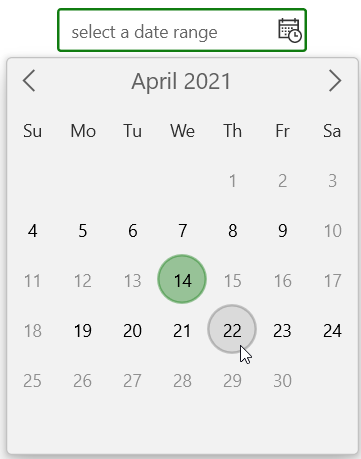 select a date range
April 2021
Su Mo Tu We Th Fr Sa
1 2 3
4 5 6 7 8 9 10
11 12 13 14 15 16 17
18 19 20 21 22 23 24
25 26 27 28 29 30